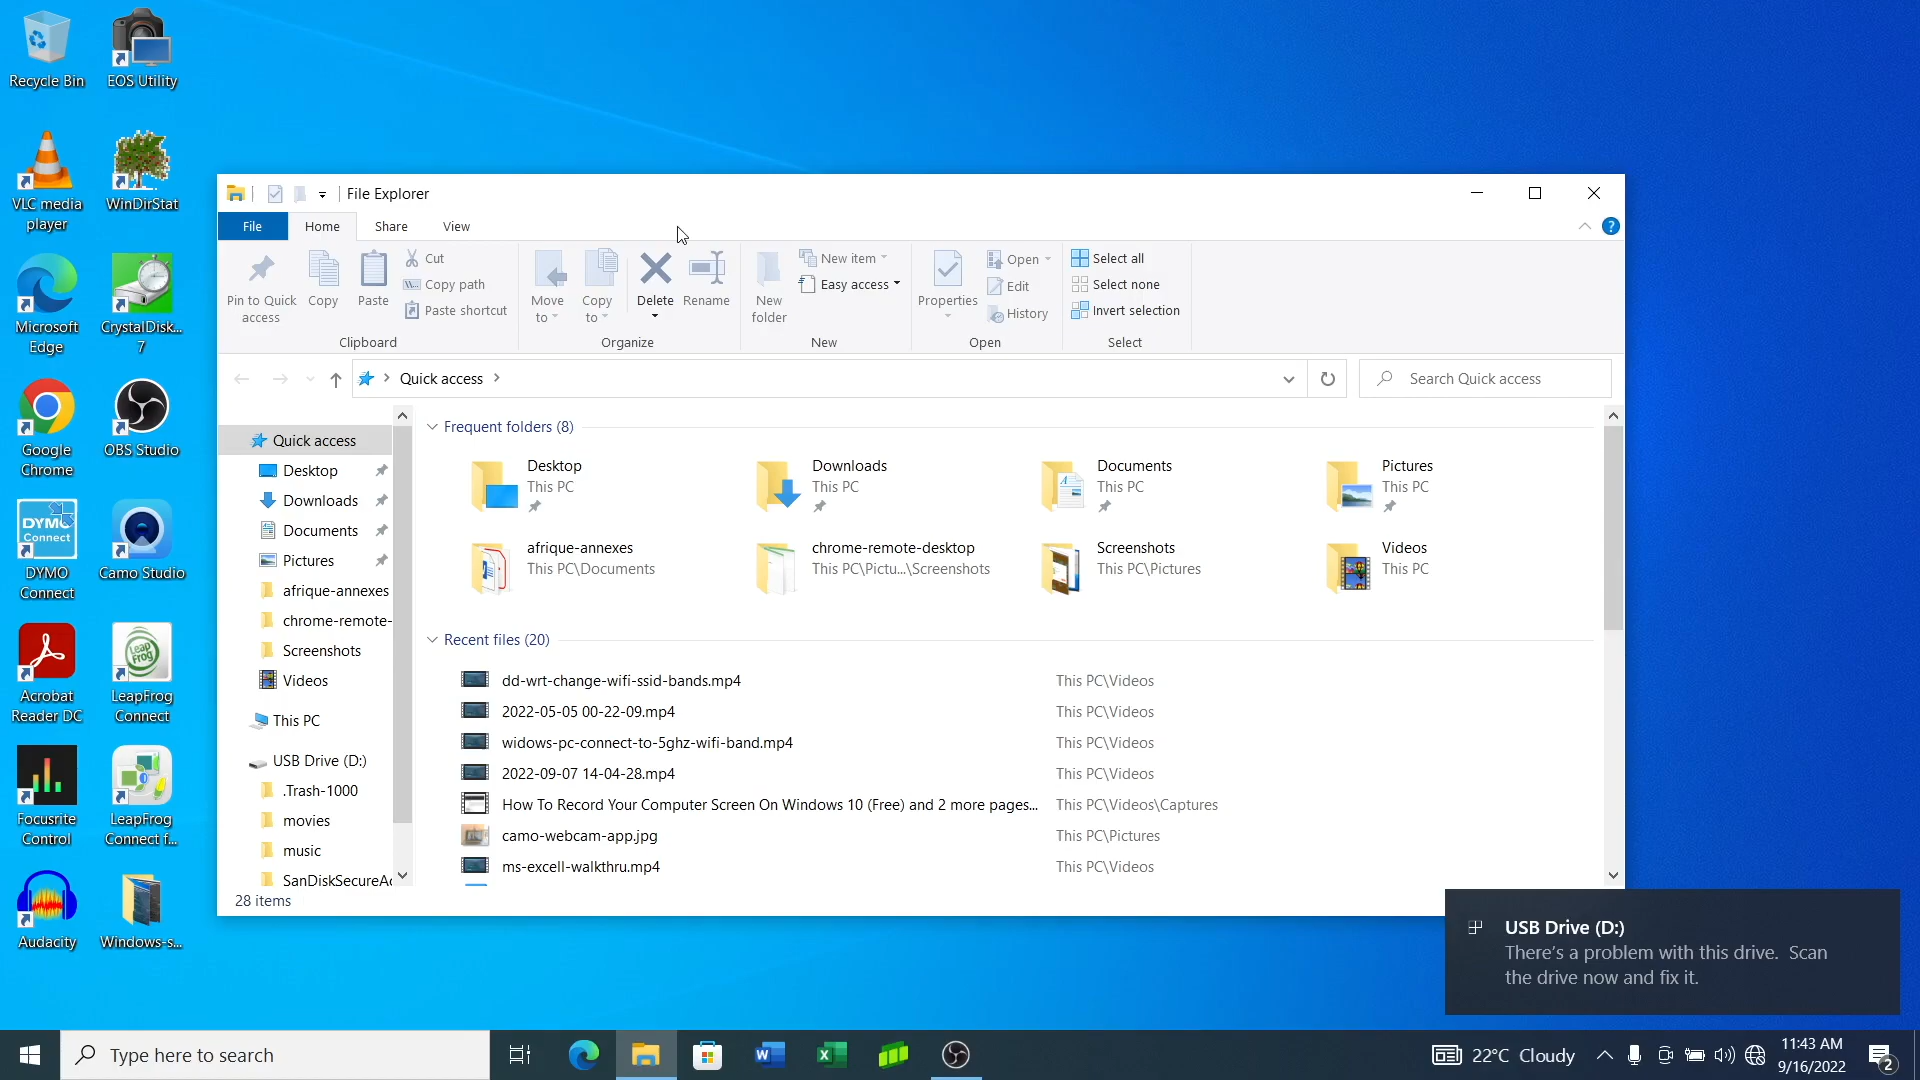 Recycle Bin
EOS Utility
VLC media
player
WinDirStat
Microsoft
Edge
CrystalDisk...
7
Google
Chrome
OBS Studio
DYMO
Connect
DYMO
Connect
Camo Studio
Acrobat
Reader DC
Leap
Frog
LeapFrog
Connect
Focusrite
Control
LeapFrog
Connect f...
Audacity
Windows-s...
File Explorer
File
Home
Share
View
Pin to Quick
access
Copy
Paste
Cut
Copy path
Paste shortcut
Clipboard
Move
to
Copy
to
Delete
Rename
Organize
New
folder
New item
Easy access
New
Properties
Open
Edit
History
Open
Select all
Select none
Invert selection
Select
Quick access
Search Quick access
Quick access
Desktop
Downloads
Documents
Pictures
afrique-annexes
chrome-remote-
Screenshots
Videos
This PC
USB Drive (D:)
.Trash-1000
movies
music
SanDiskSecureAc
Frequent folders (8)
Desktop
This PC
Downloads
This PC
Documents
This PC
Pictures
This PC
afrique-annexes
This PC\Documents
chrome-remote-desktop
This PC\Pictu...\Screenshots
Screenshots
This PC\Pictures
Videos
This PC
Recent files (20)
dd-wrt-change-wifi-ssid-bands.mp4 This PC\Videos
2022-05-05 00-22-09.mp4 This PC\Videos
widows-pc-connect-to-5ghz-wifi-band.mp4 This PC\Videos
2022-09-07 14-04-28.mp4 This PC\Videos
How To Record Your Computer Screen On Windows 10 (Free) and 2 more pages... This PC\Videos\Captures
camo-webcam-app.jpg This PC\Pictures
ms-excell-walkthru.mp4 This PC\Videos
28 items
USB Drive (D:)
There's a problem with this drive. Scan
the drive now and fix it.
Type here to search
22°C Cloudy
11:43 AM
9/16/2022
2